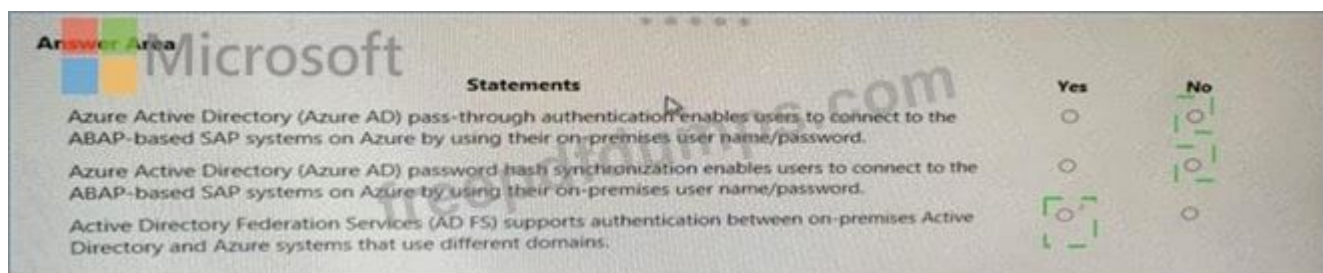 Answer Area
Microsoft
Statements Yes No
Azure Active Directory (Azure AD) pass-through authentication enables users to connect to the
ABAP-based SAP systems on Azure by using their on-premises user name/password.
Azure Active Directory (Azure AD) password hash synchronization enables users to connect to the
ABAP-based SAP systems on Azure by using their on-premises user name/password.
Active Directory Federation Services (AD FS) supports authentication between on-premises Active
Directory and Azure systems that use different domains.
freepdfdumps.com